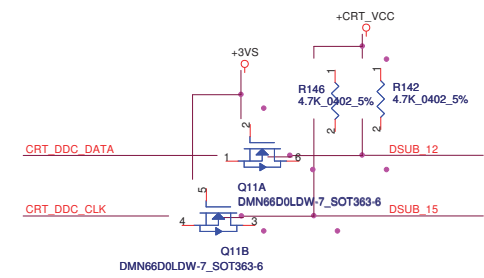 +CRT_VCC
+3VS
1
1
R146
4.7K_0402_5%
R142
4.7K_0402_5%
2
2
2
CRT_DDC_DATA
1
6
DSUB_12
Q11A
DMN66D0LDW-7_SOT363-6
5
CRT_DDC_CLK
4
3
DSUB_15
Q11B
DMN66D0LDW-7_SOT363-6